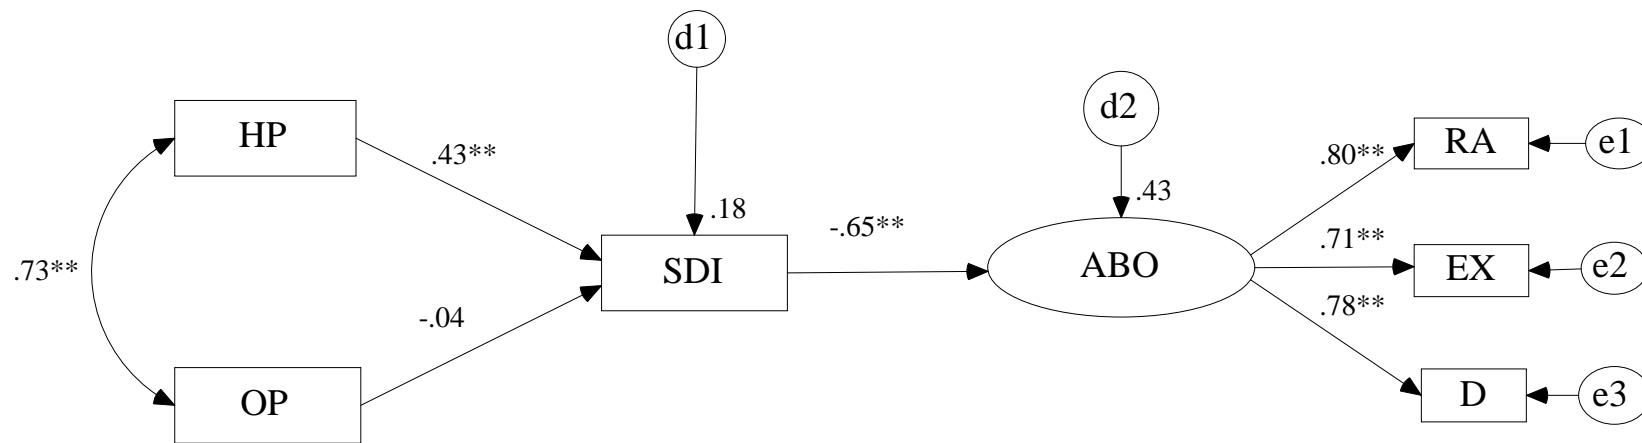 d1
d2
HP
.43**
.80**
RA
e1
.18
.43
.73**
SDI
-.65**
ABO
.71**
EX
e2
-.04
.78**
OP
D
e3